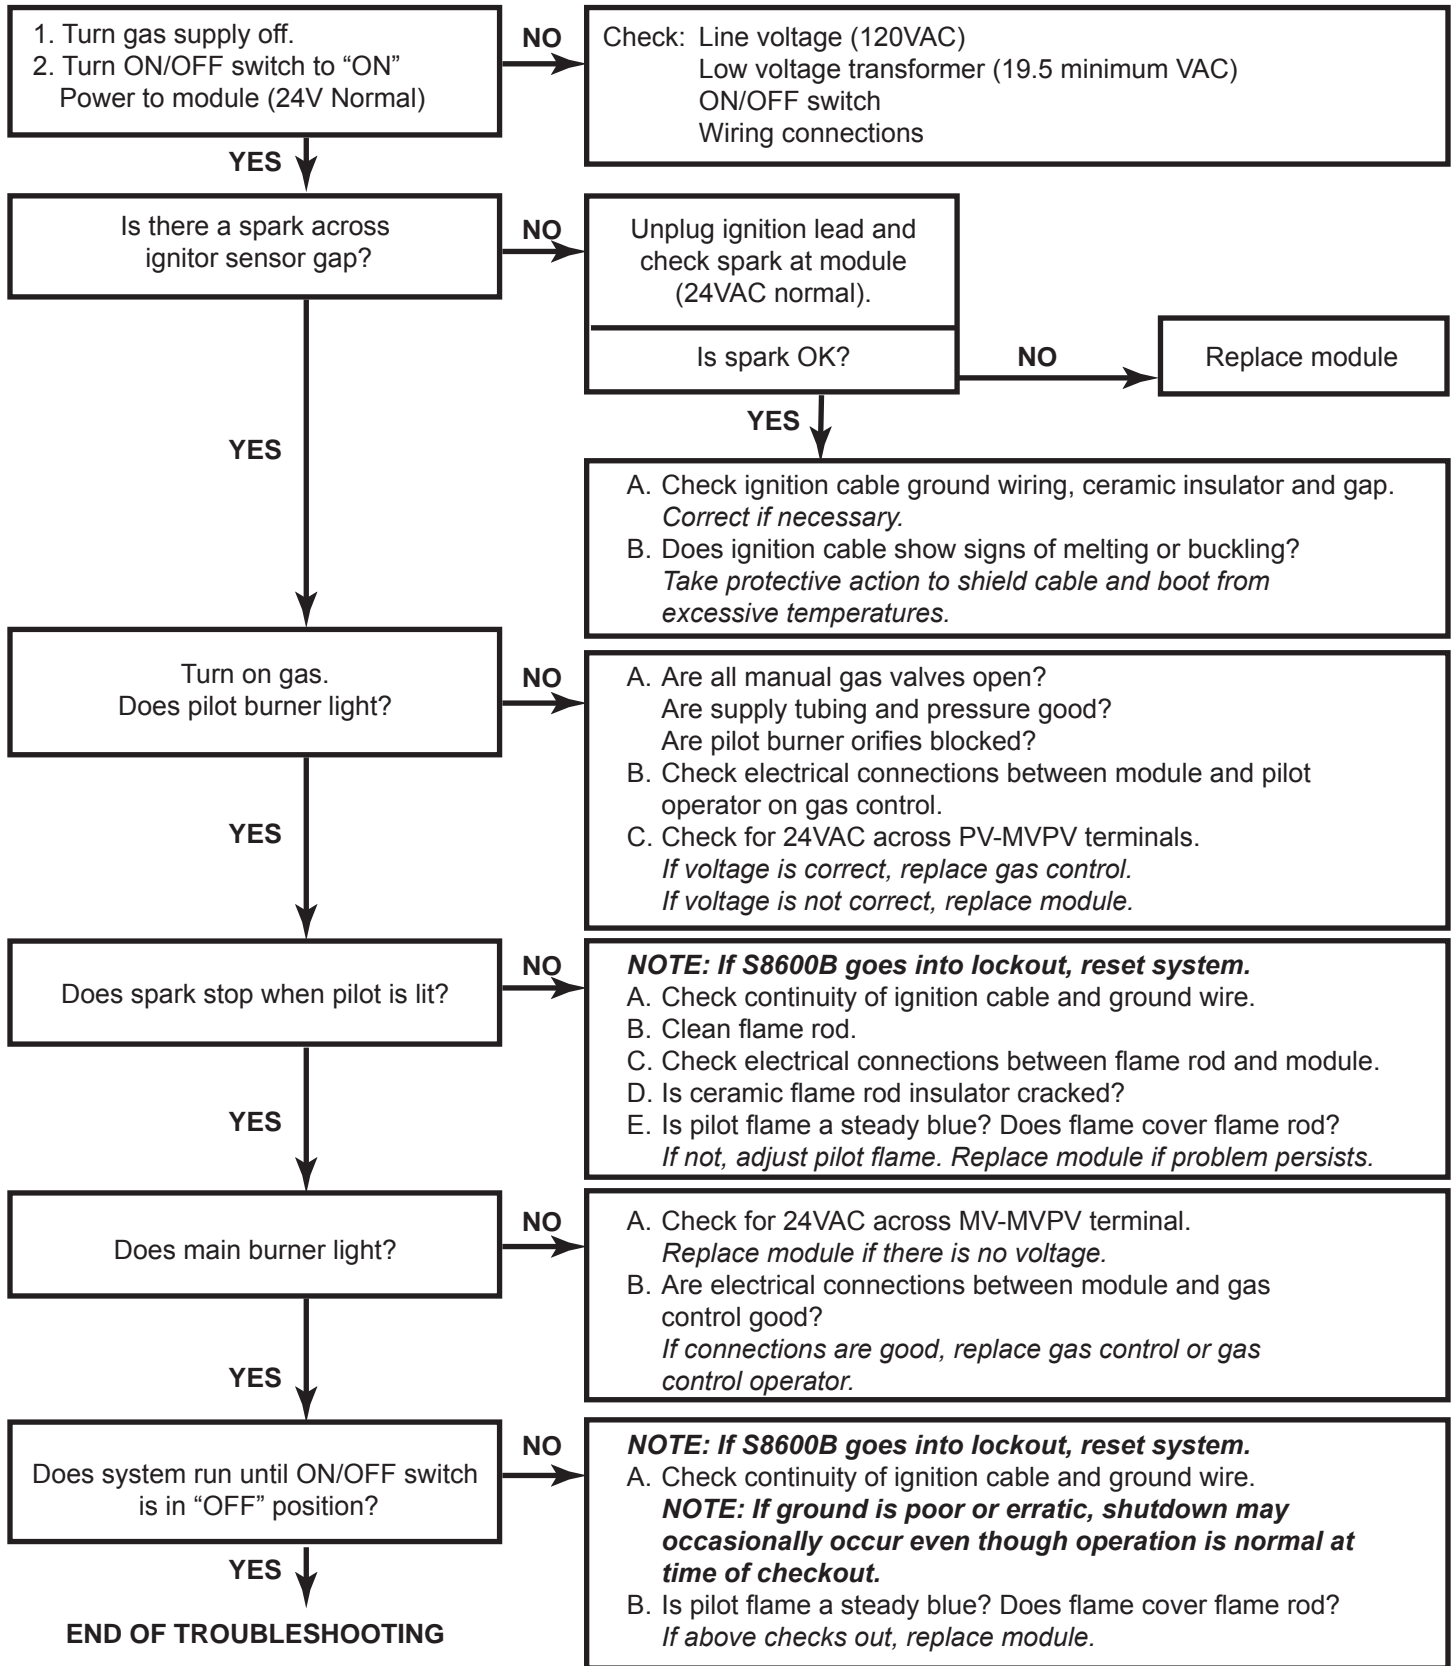 1. Turn gas supply off.
2. Turn ON/OFF switch to “ON”
Power to module (24V Normal)
NO
Check: Line voltage (120VAC)
Low voltage transformer (19.5 minimum VAC)
ON/OFF switch
Wiring connections
YES
Is there a spark across
ignitor sensor gap?
NO
Unplug ignition lead and
check spark at module
(24VAC normal).
Is spark OK?
NO
Replace module
YES
A. Check ignition cable ground wiring, ceramic insulator and gap.
Correct if necessary.
B. Does ignition cable show signs of melting or buckling?
Take protective action to shield cable and boot from
excessive temperatures.
YES
Turn on gas.
Does pilot burner light?
NO
A. Are all manual gas valves open?
Are supply tubing and pressure good?
Are pilot burner orifies blocked?
B. Check electrical connections between module and pilot
operator on gas control.
C. Check for 24VAC across PV-MVPV terminals.
If voltage is correct, replace gas control.
If voltage is not correct, replace module.
YES
Does spark stop when pilot is lit?
NO
NOTE: If S8600B goes into lockout, reset system.
A. Check continuity of ignition cable and ground wire.
B. Clean flame rod.
C. Check electrical connections between flame rod and module.
D. Is ceramic flame rod insulator cracked?
E. Is pilot flame a steady blue? Does flame cover flame rod?
If not, adjust pilot flame. Replace module if problem persists.
YES
Does main burner light?
NO
A. Check for 24VAC across MV-MVPV terminal.
Replace module if there is no voltage.
B. Are electrical connections between module and gas
control good?
If connections are good, replace gas control or gas
control operator.
YES
Does system run until ON/OFF switch
is in “OFF” position?
NO
NOTE: If S8600B goes into lockout, reset system.
A. Check continuity of ignition cable and ground wire.
NOTE: If ground is poor or erratic, shutdown may
occasionally occur even though operation is normal at
time of checkout.
B. Is pilot flame a steady blue? Does flame cover flame rod?
If above checks out, replace module.
YES
END OF TROUBLESHOOTING